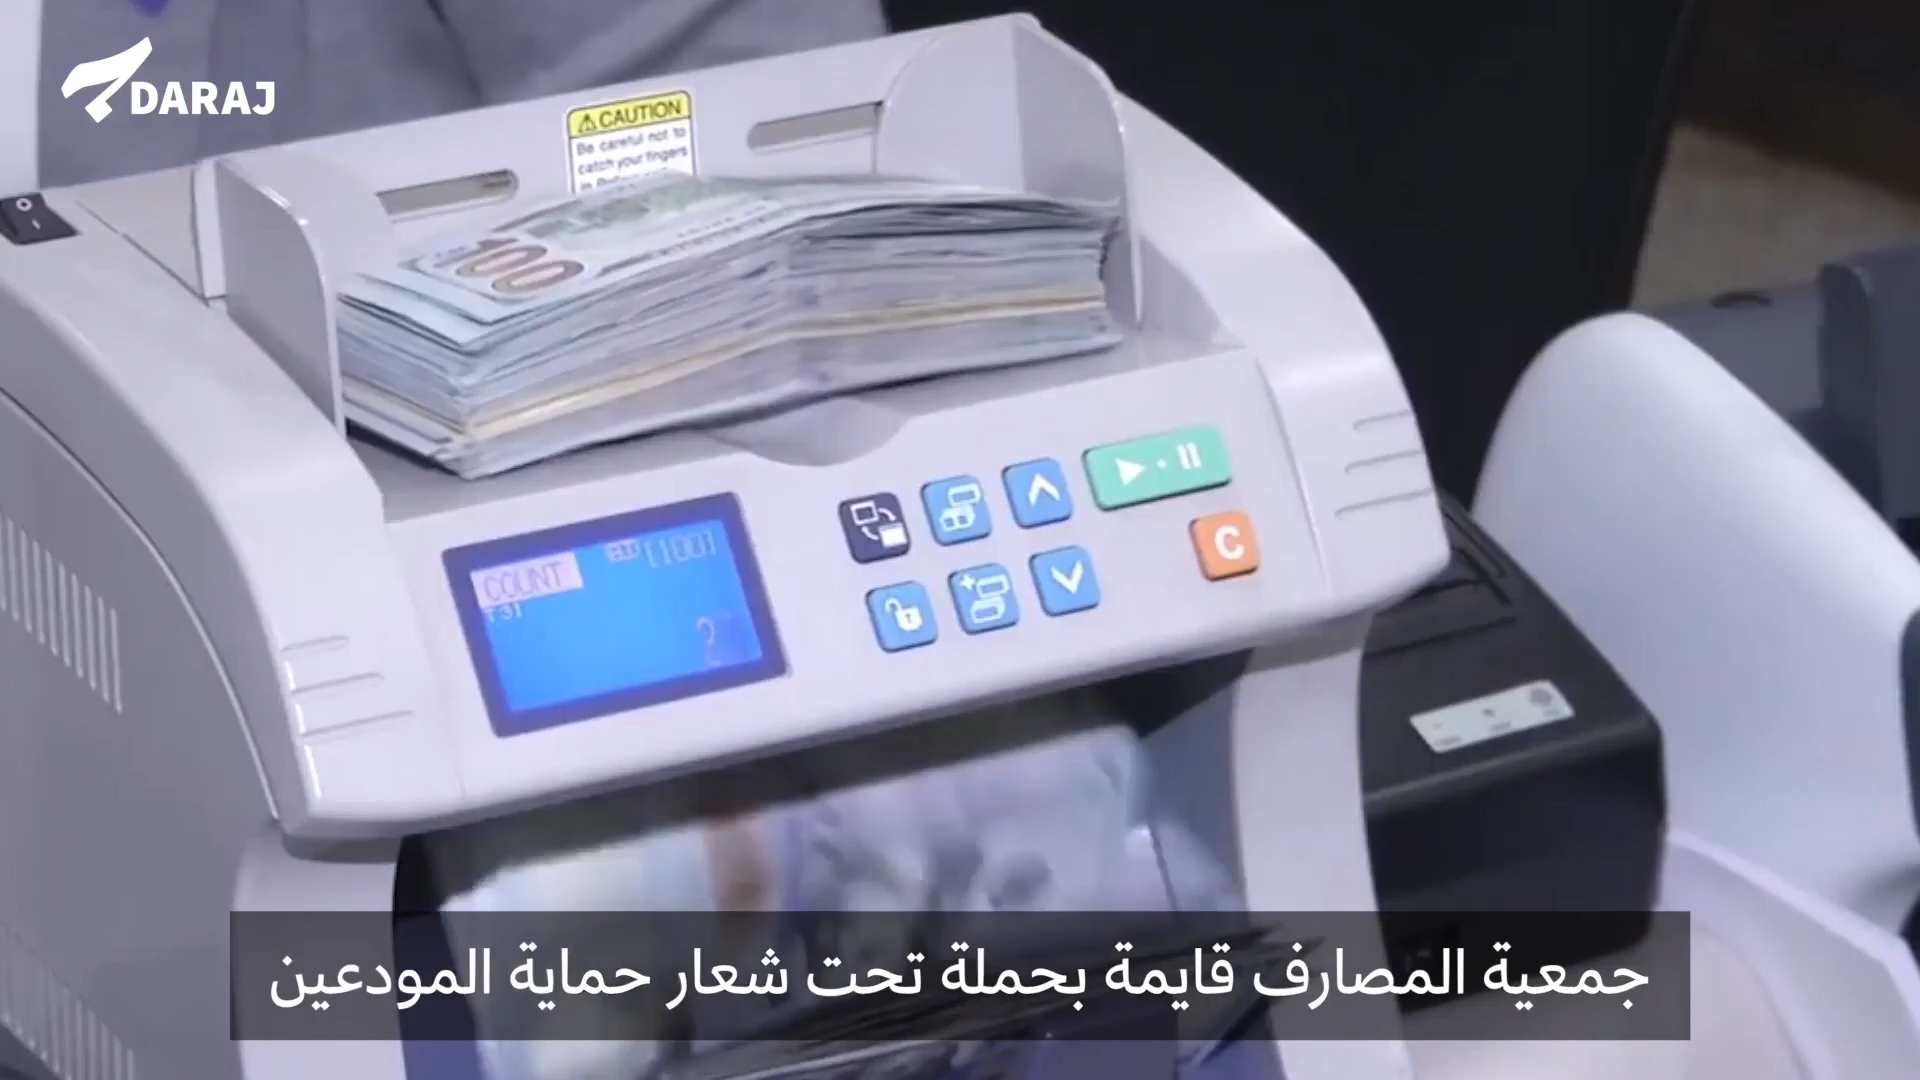 DARAJ
CAUTION
Be careful not to
catch your fingers
100
COUNT
[100]
2
C
جمعية المصارف قايمة بحملة تحت شعار حماية المودعين